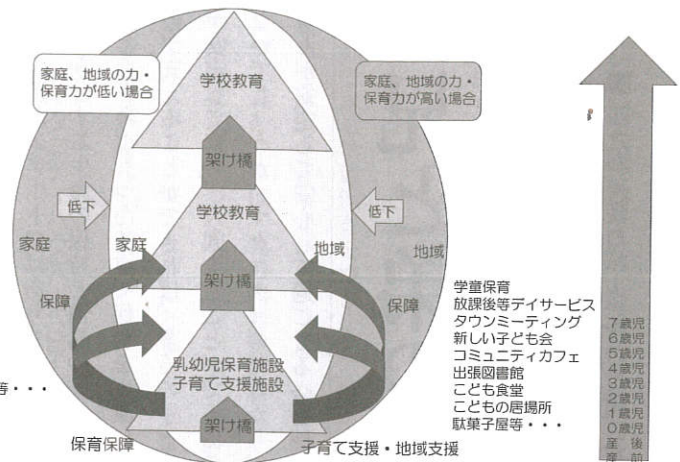 家庭、地域の力・
保育力が低い場合
学校教育
家庭、地域の力・
保育力が高い場合
架け橋
低下
学校教育
低下
家庭
家庭
地域
地域
架け橋
保障
保障
乳幼児保育施設
子育て支援施設
等・・・
架け橋
保育保障
子育て支援・地域支援
学童保育
放課後等デイサービス
タウンミーティング
新しい子ども会
コミュニティカフェ
出張図書館
こども食堂
こどもの居場所
駄菓子屋等・・・
7歳児
6歳児
5歳児
4歳児
3歳児
2歳児
1歳児
0歳児
産　後
産　前